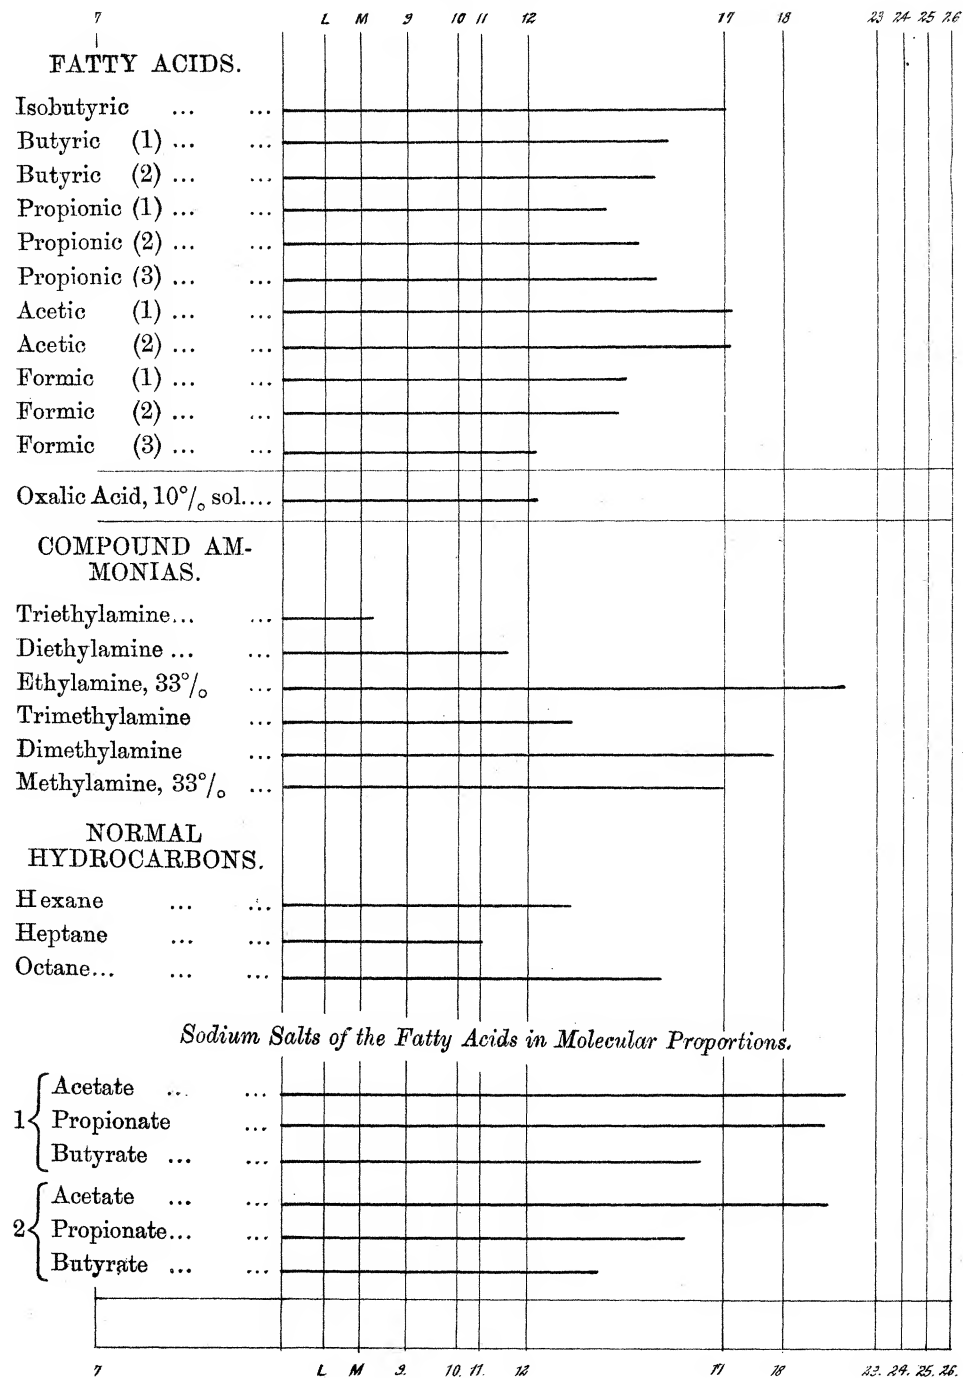 7 L M 9 10 11 12 17 18 23 24 25 26
FATTY ACIDS.
Isobutyric ... ...
Butyric (1) ... ...
Butyric (2) ... ...
Propionic (1) ... ...
Propionic (2) ... ...
Propionic (3) ... ...
Acetic (1) ... ...
Acetic (2) ... ...
Formic (1) ... ...
Formic (2) ... ...
Formic (3) ... ...
Oxalic Acid, 10°/₀ sol....
COMPOUND AM-
MONIAS.
Triethylamine... ...
Diethylamine ... ...
Ethylamine, 33°/₀ ...
Trimethylamine ...
Dimethylamine ...
Methylamine, 33°/₀ ...
NORMAL
HYDROCARBONS.
Hexane ... ...
Heptane ... ...
Octane... ... ...
Sodium Salts of the Fatty Acids in Molecular Proportions.
Acetate ... ...
1 { Propionate ...
Butyrate ... ...
Acetate ... ...
2 { Propionate... ...
Butyrate ... ...
7 L M 9. 10. 11. 12 17 18 23. 24. 25. 26.